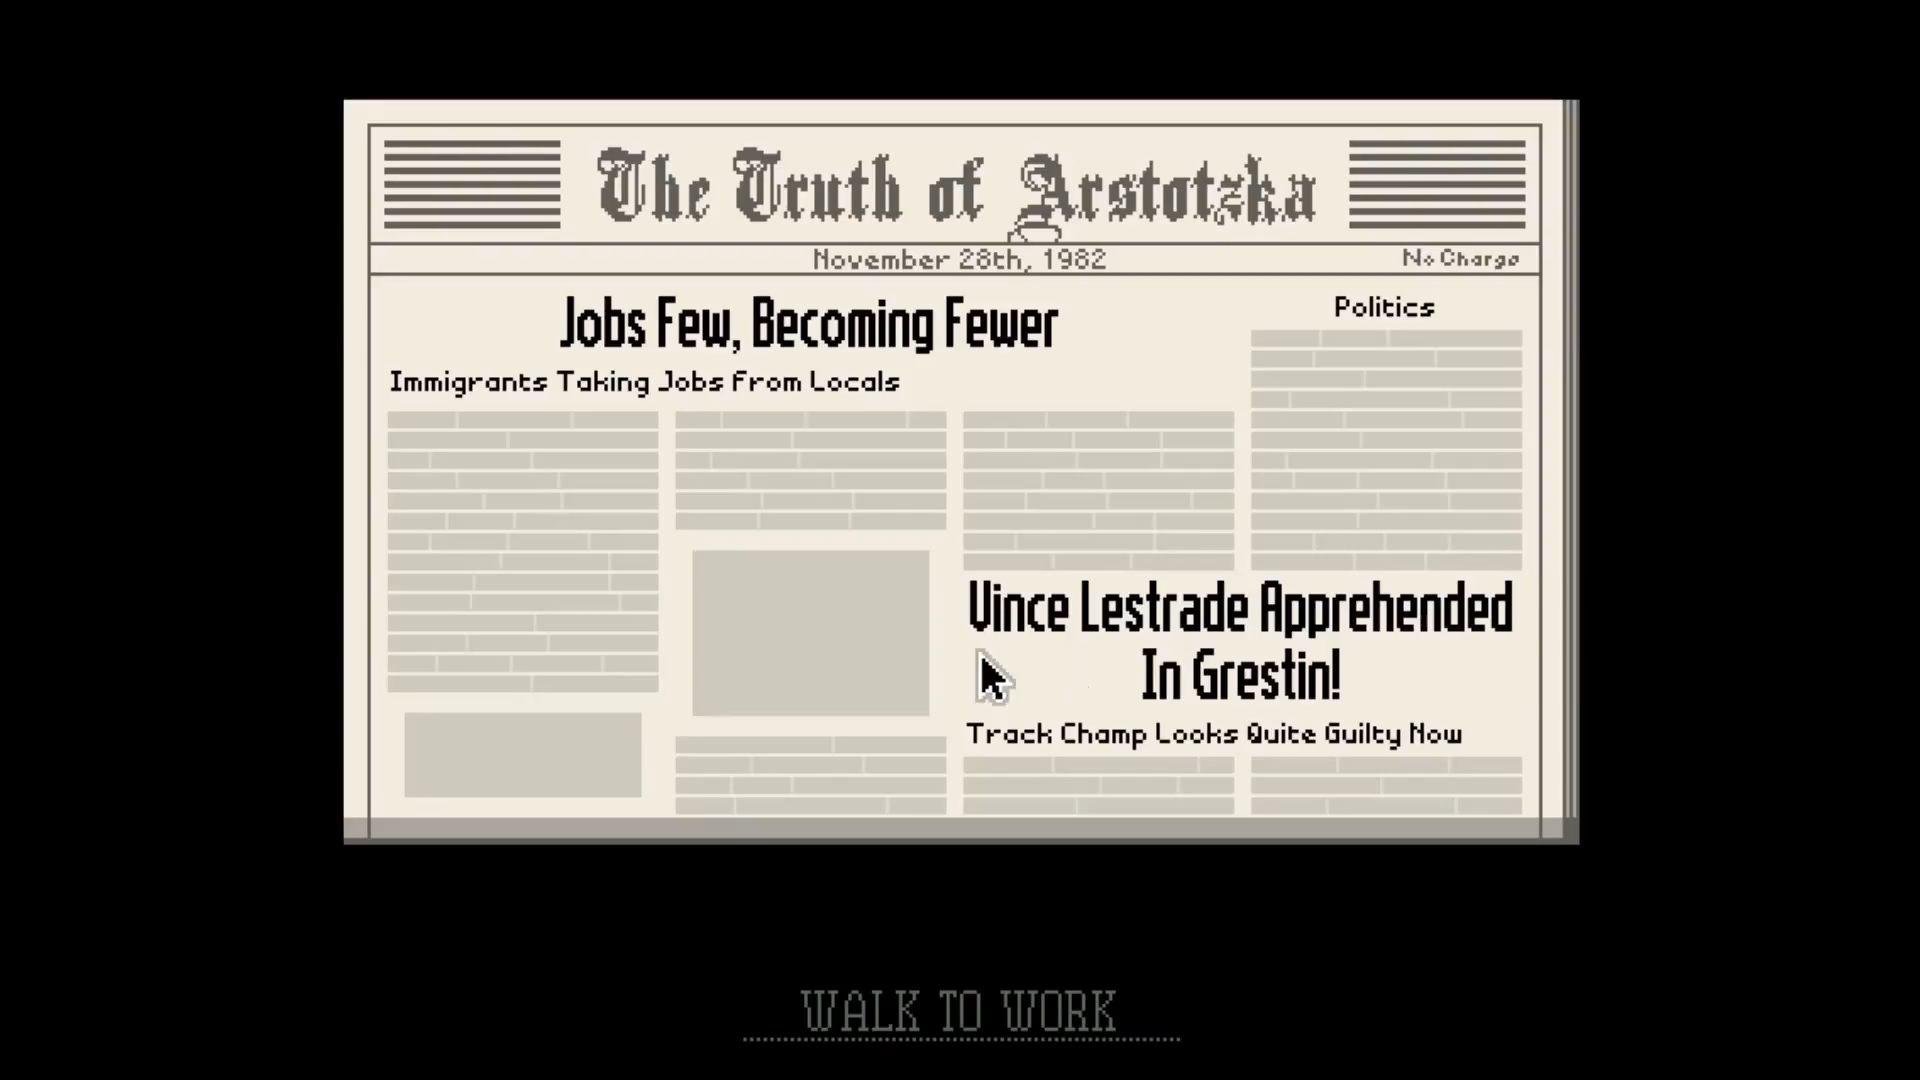 The Truth of Arstotzka
November 28th, 1982
No Charge
Jobs Few, Becoming Fewer
Immigrants Taking Jobs From Locals
Politics
Vince Lestrade Apprehended
In Grestin!
Track Champ Looks Quite Guilty Now
WALK TO WORK